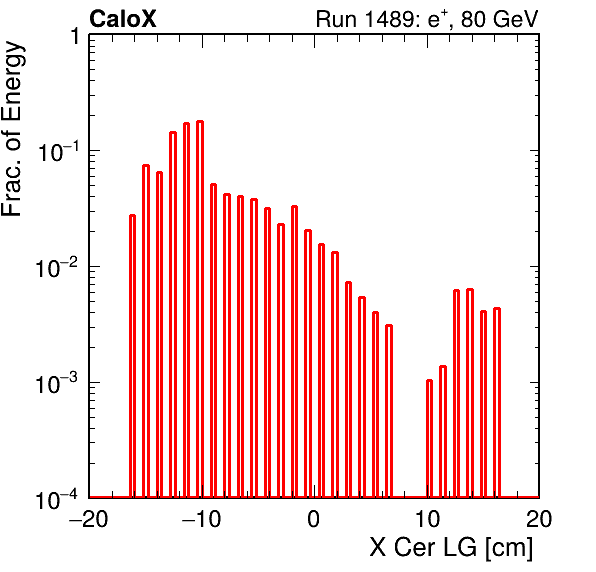 CaloX Run 1489: e⁺, 80 GeV
Frac. of Energy
1
10⁻¹
10⁻²
10⁻³
10⁻⁴
−20 −10 0 10 20
X Cer LG [cm]